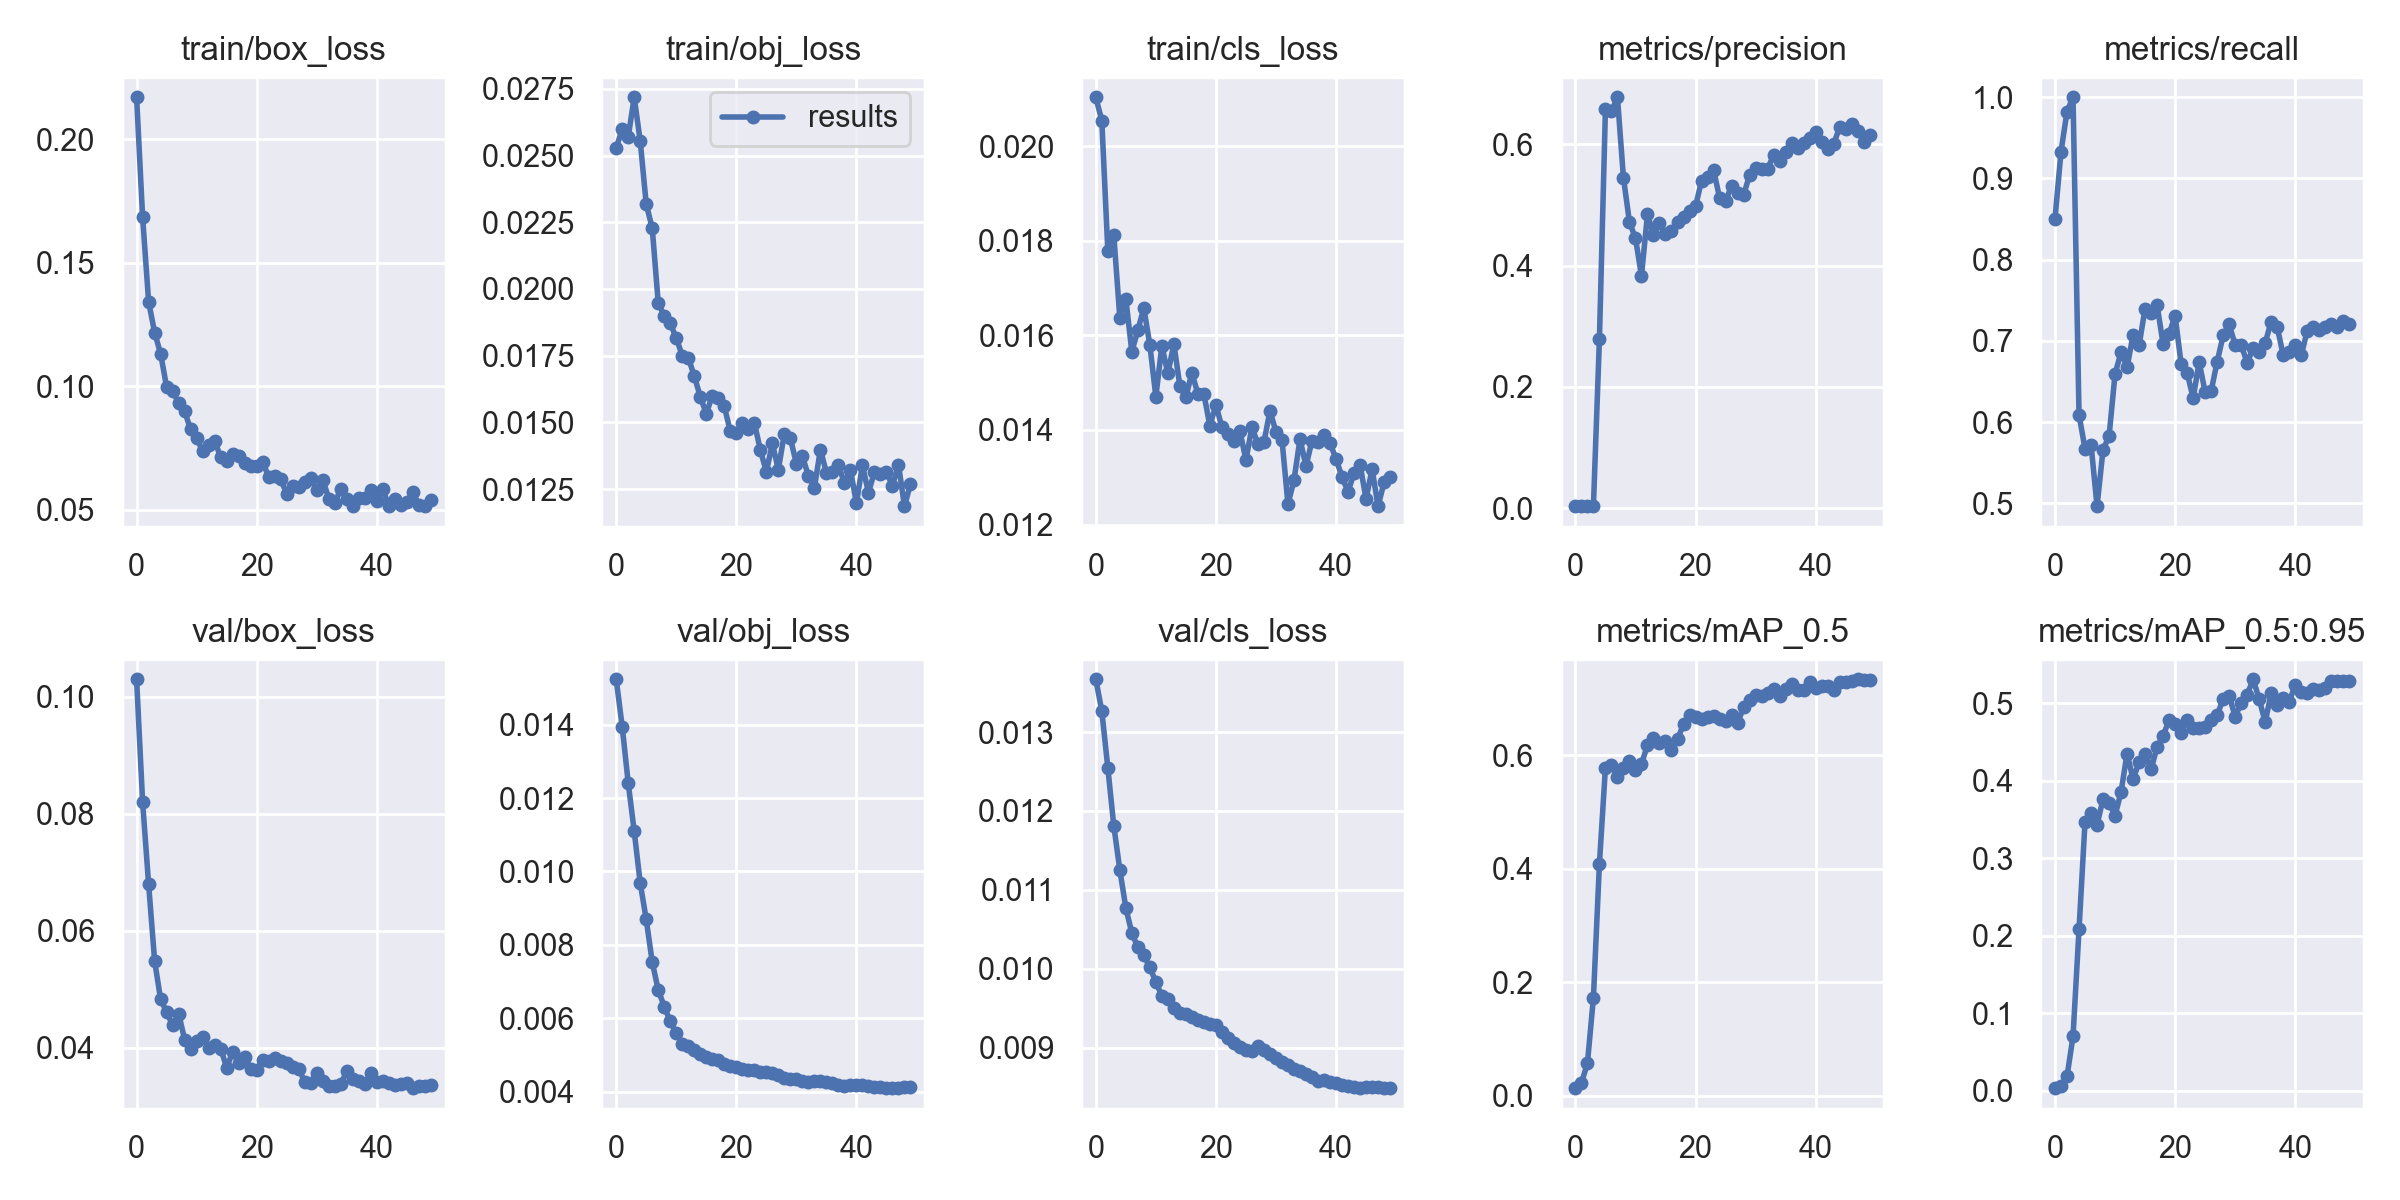 train/box_loss
0.20
0.15
0.10
0.05
0 20 40
train/obj_loss
results
0.0275
0.0250
0.0225
0.0200
0.0175
0.0150
0.0125
0 20 40
train/cls_loss
0.020
0.018
0.016
0.014
0.012
0 20 40
metrics/precision
0.6
0.4
0.2
0.0
0 20 40
metrics/recall
1.0
0.9
0.8
0.7
0.6
0.5
0 20 40
val/box_loss
0.10
0.08
0.06
0.04
0 20 40
val/obj_loss
0.014
0.012
0.010
0.008
0.006
0.004
0 20 40
val/cls_loss
0.013
0.012
0.011
0.010
0.009
0 20 40
metrics/mAP_0.5
0.6
0.4
0.2
0.0
0 20 40
metrics/mAP_0.5:0.95
0.5
0.4
0.3
0.2
0.1
0.0
0 20 40